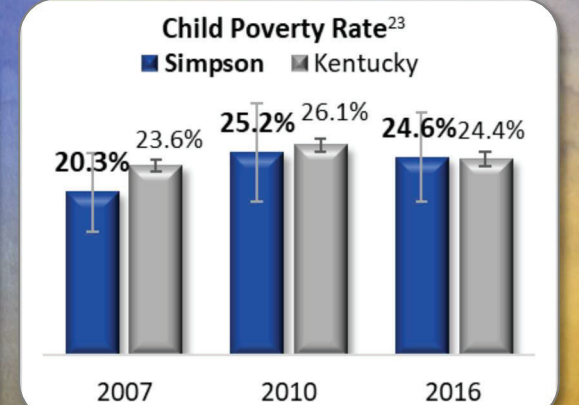 Child Poverty Rate23
Simpson Kentucky
20.3% 23.6% 25.2% 26.1% 24.6% 24.4%
2007 2010 2016